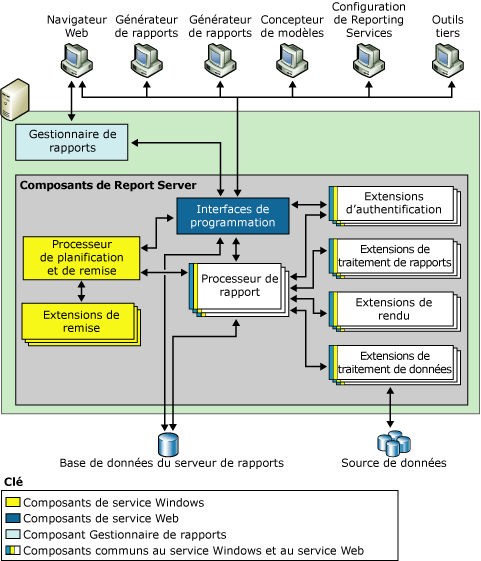 Navigateur
Web
Générateur
de rapports
Générateur
de rapports
Concepteur
de modèles
Configuration
de Reporting
Services
Outils
tiers
Gestionnaire de
rapports
Composants de Report Server
Interfaces de
programmation
Extensions
d'authentification
Processeur
de planification
et de remise
Processeur de
rapport
Extensions de
traitement de rapports
Extensions de
remise
Extensions de
rendu
Extensions de
traitement de données
Base de données du serveur de rapports
Source de données
Clé
Composants de service Windows
Composants de service Web
Composant Gestionnaire de rapports
Composants communs au service Windows et au service Web